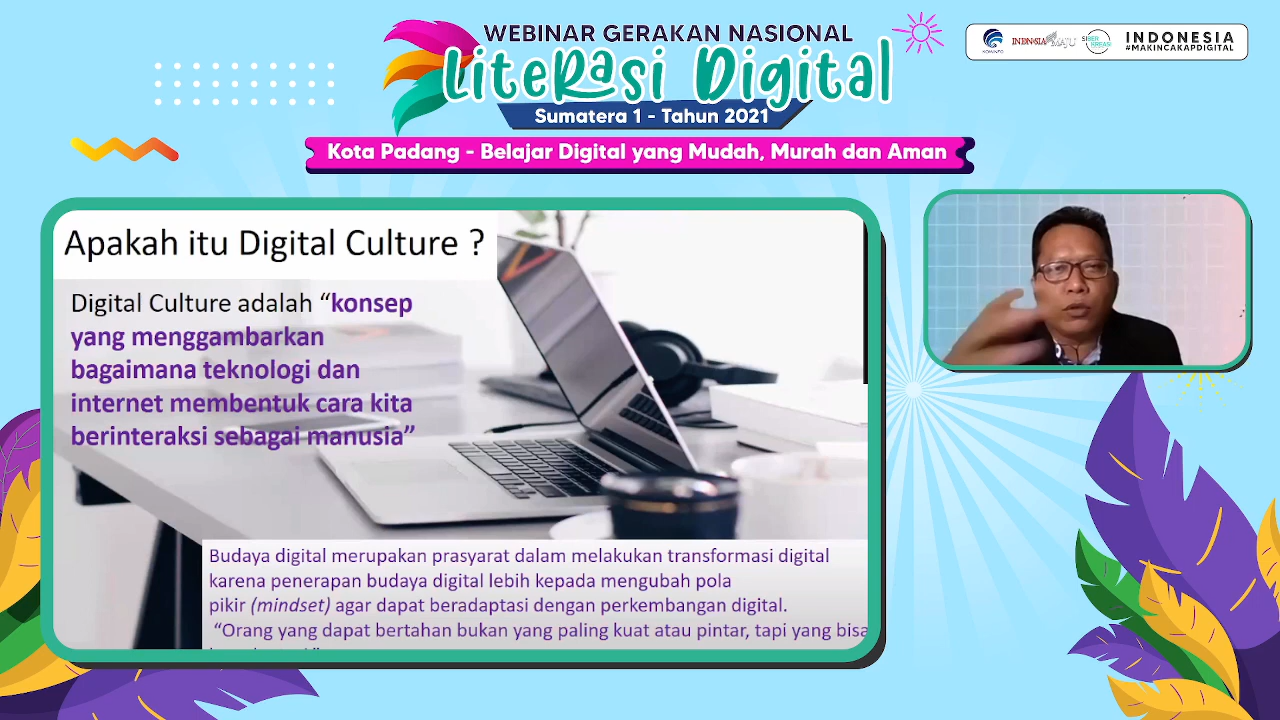 WEBINAR GERAKAN NASIONAL
Literasi Digital
Sumatera 1 - Tahun 2021
Kota Padang - Belajar Digital yang Mudah, Murah dan Aman
KOMINFO
SIBER
KREASI
INDONESIA
#MAKINCAKAPDIGITAL
Apakah itu Digital Culture ?
Digital Culture adalah “konsep
yang menggambarkan
bagaimana teknologi dan
internet membentuk cara kita
berinteraksi sebagai manusia”
Budaya digital merupakan prasyarat dalam melakukan transformasi digital
karena penerapan budaya digital lebih kepada mengubah pola
pikir (mindset) agar dapat beradaptasi dengan perkembangan digital.
“Orang yang dapat bertahan bukan yang paling kuat atau pintar, tapi yang bisa